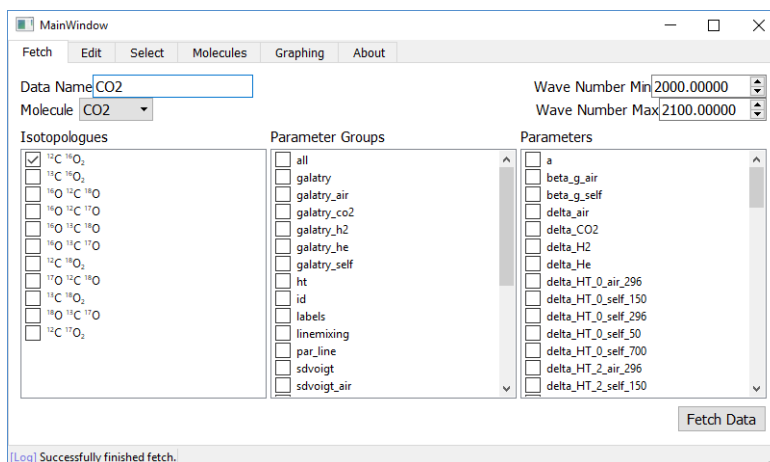 MainWindow
Fetch Edit Select Molecules Graphing About
Data Name CO2 Wave Number Min 2000.00000
Molecule CO2 Wave Number Max 2100.00000
Isotopologues Parameter Groups Parameters
¹²C ¹⁶O₂ all a
¹³C ¹⁶O₂ galatry beta_g_air
¹⁶O ¹²C ¹⁸O galatry_air beta_g_self
¹⁶O ¹²C ¹⁷O galatry_co2 delta_air
¹⁶O ¹³C ¹⁸O galatry_h2 delta_CO2
¹⁶O ¹³C ¹⁷O galatry_he delta_H2
¹²C ¹⁸O₂ galatry_self delta_He
¹⁷O ¹²C ¹⁸O ht delta_HT_0_air_296
¹³C ¹⁸O₂ id delta_HT_0_self_150
¹⁸O ¹³C ¹⁷O labels delta_HT_0_self_296
¹²C ¹⁷O₂ linemixing delta_HT_0_self_50
par_line delta_HT_0_self_700
sdvoigt delta_HT_2_air_296
sdvoigt_air delta_HT_2_self_150
Fetch Data
[Log] Successfully finished fetch.